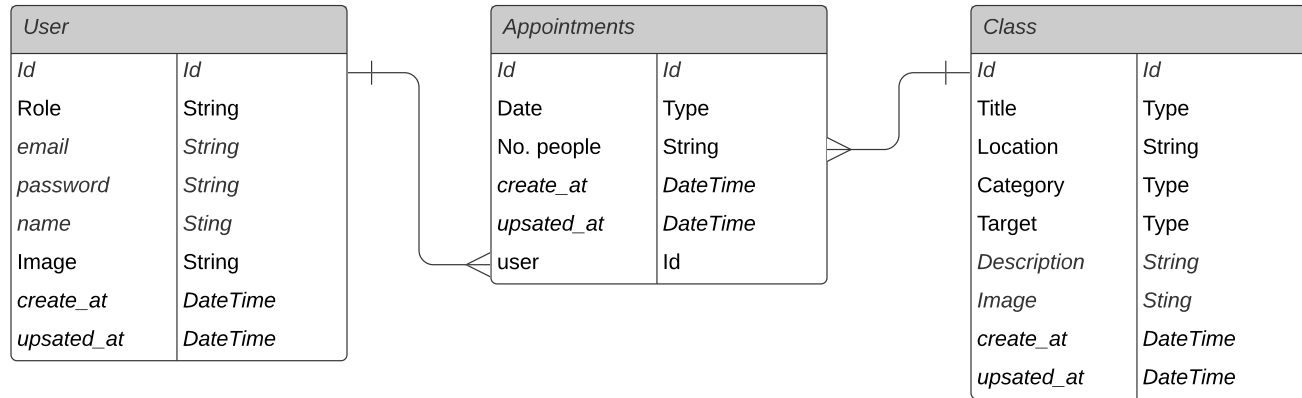 User
Id Id
Role String
email String
password String
name Sting
Image String
create_at DateTime
upsated_at DateTime
Appointments
Id Id
Date Type
No. people String
create_at DateTime
upsated_at DateTime
user Id
Class
Id Id
Title Type
Location String
Category Type
Target Type
Description String
Image Sting
create_at DateTime
upsated_at DateTime